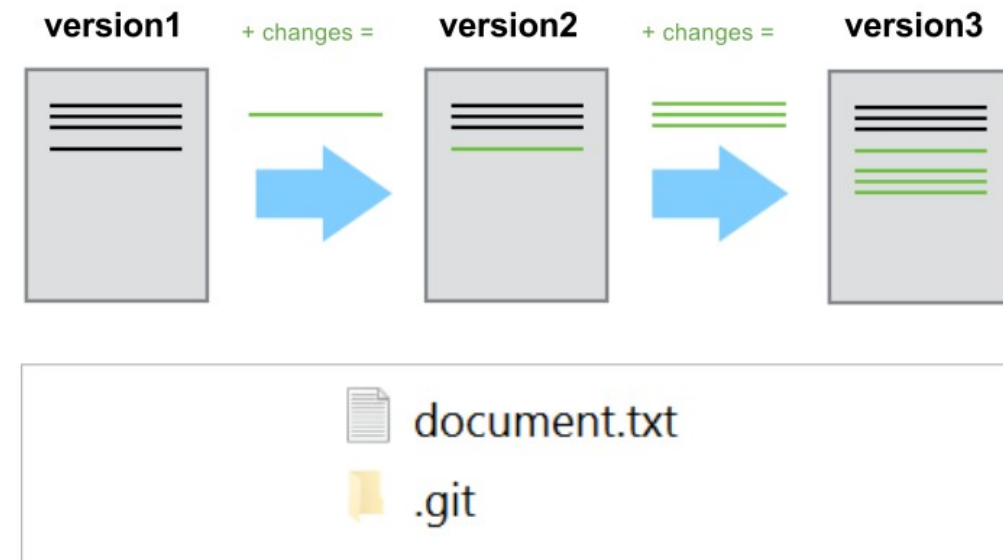 version1 + changes = version2 + changes = version3
document.txt
.git